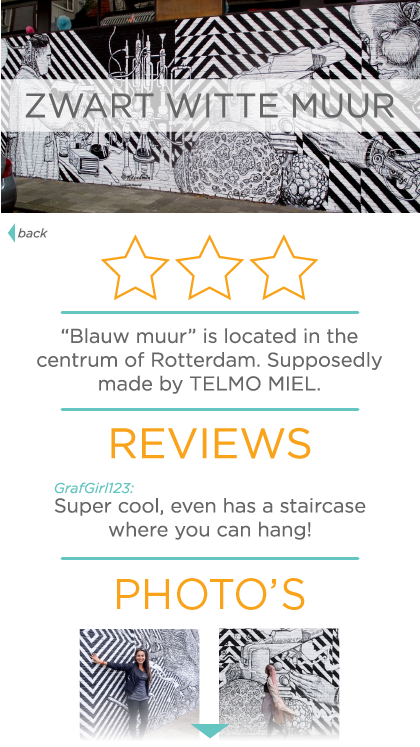 ZWART WITTE MUUR
back
“Blauw muur” is located in the
centrum of Rotterdam. Supposedly
made by TELMO MIEL.
REVIEWS
GrafGirl123:
Super cool, even has a staircase
where you can hang!
PHOTO’S